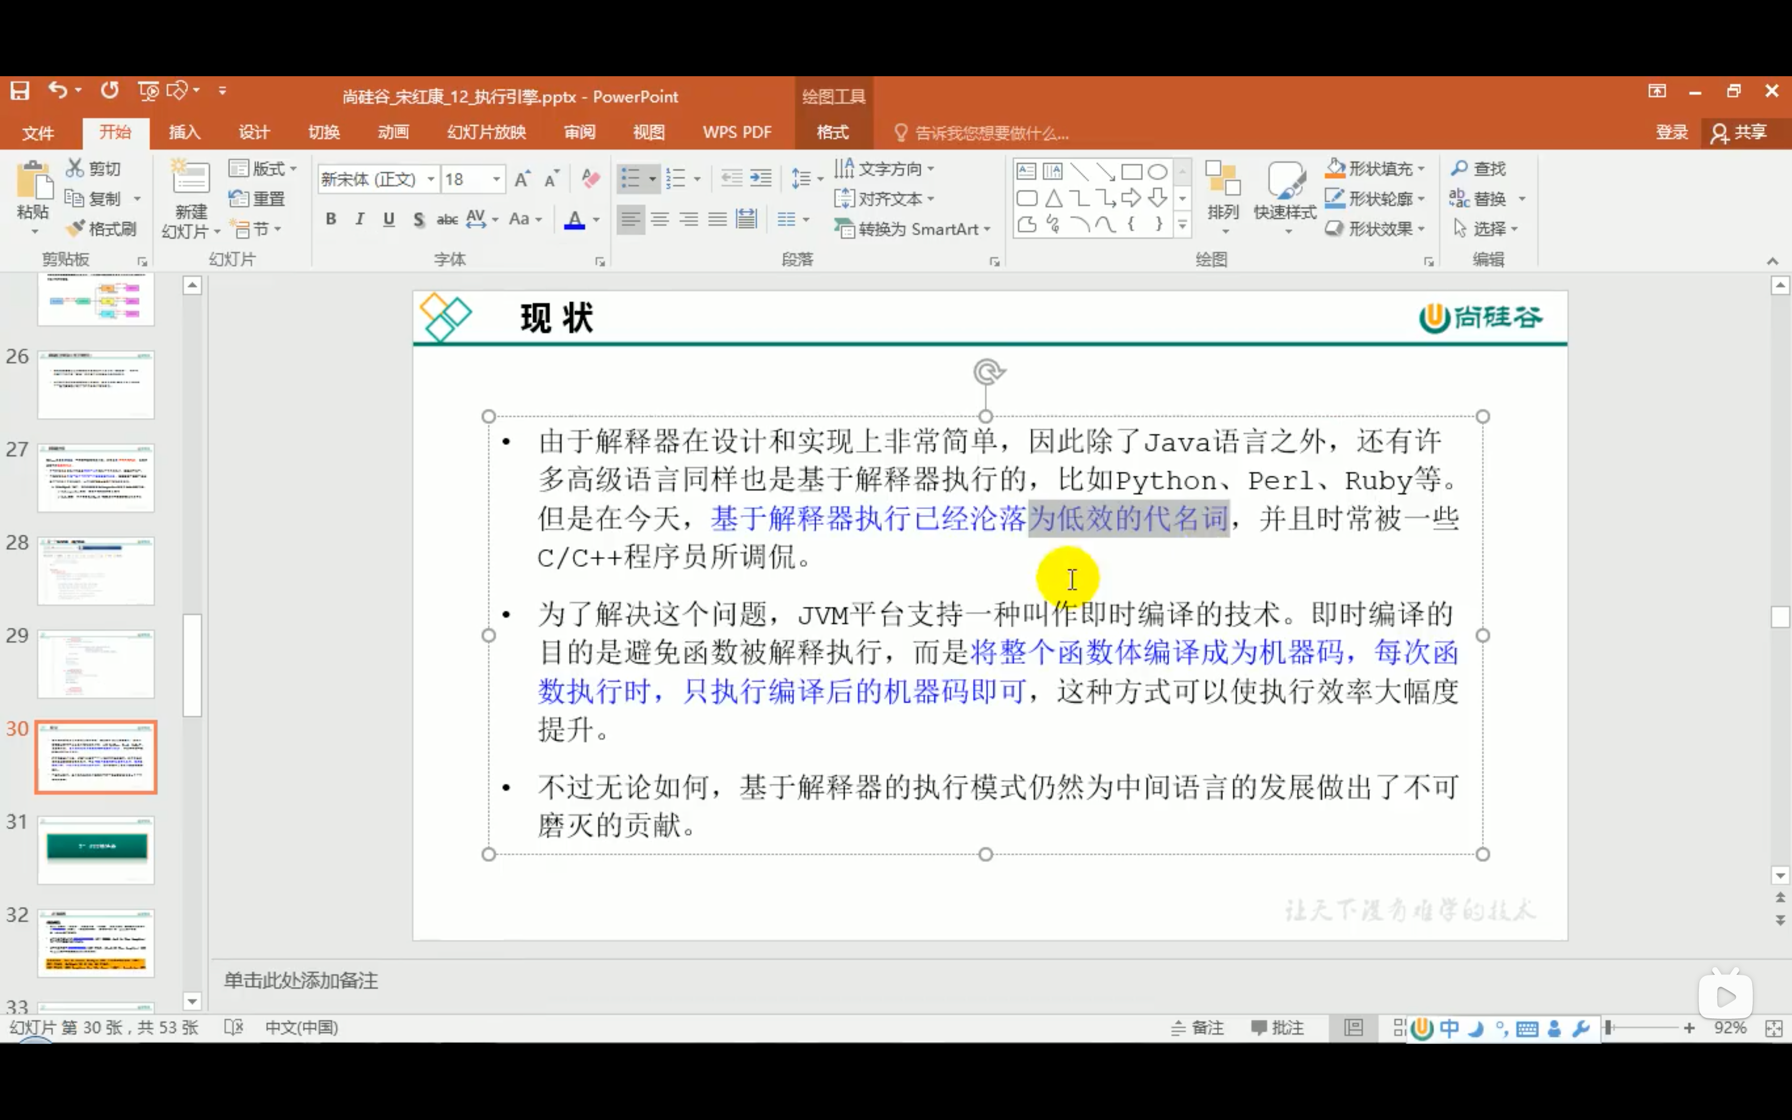 尚硅谷_宋红康_12_执行引擎.pptx - PowerPoint
绘图工具
文件 开始 插入 设计 切换 动画 幻灯片放映 审阅 视图 WPS PDF 格式 告诉我您想要做什么... 登录 共享
粘贴
剪切
复制
格式刷
剪贴板
新建
幻灯片
版式
重置
节
幻灯片
新宋体 (正文) 18
B I U S abc AV Aa A
字体
文字方向
对齐文本
转换为 SmartArt
段落
排列
快速样式
形状填充
形状轮廓
形状效果
绘图
查找
替换
选择
编辑
26
27
28
29
30
31
32
33
现 状
尚硅谷
• 由于解释器在设计和实现上非常简单，因此除了Java语言之外，还有许
多高级语言同样也是基于解释器执行的，比如Python、Perl、Ruby等。
但是在今天，基于解释器执行已经沦落为低效的代名词，并且时常被一些
C/C++程序员所调侃。
• 为了解决这个问题，JVM平台支持一种叫作即时编译的技术。即时编译的
目的是避免函数被解释执行，而是将整个函数体编译成为机器码，每次函
数执行时，只执行编译后的机器码即可，这种方式可以使执行效率大幅度
提升。
• 不过无论如何，基于解释器的执行模式仍然为中间语言的发展做出了不可
磨灭的贡献。
让天下没有难学的技术
单击此处添加备注
幻灯片 第 30 张，共 53 张 中文(中国) 备注 批注 中 92%